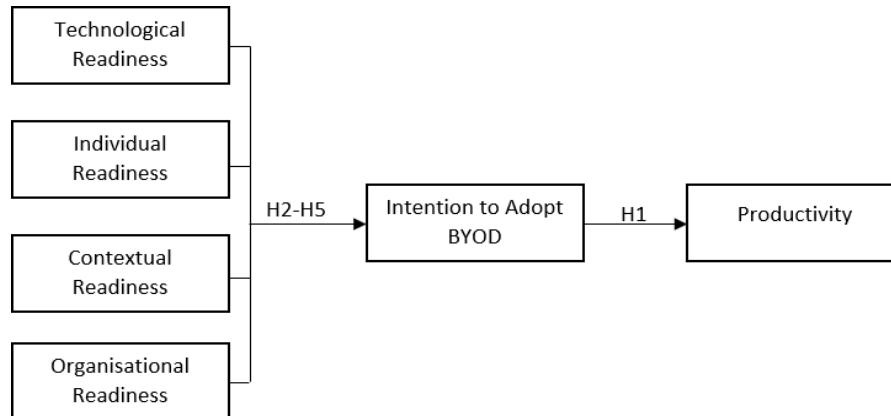 Technological
Readiness
Individual
Readiness
H2-H5
Intention to Adopt
BYOD
H1
Productivity
Contextual
Readiness
Organisational
Readiness